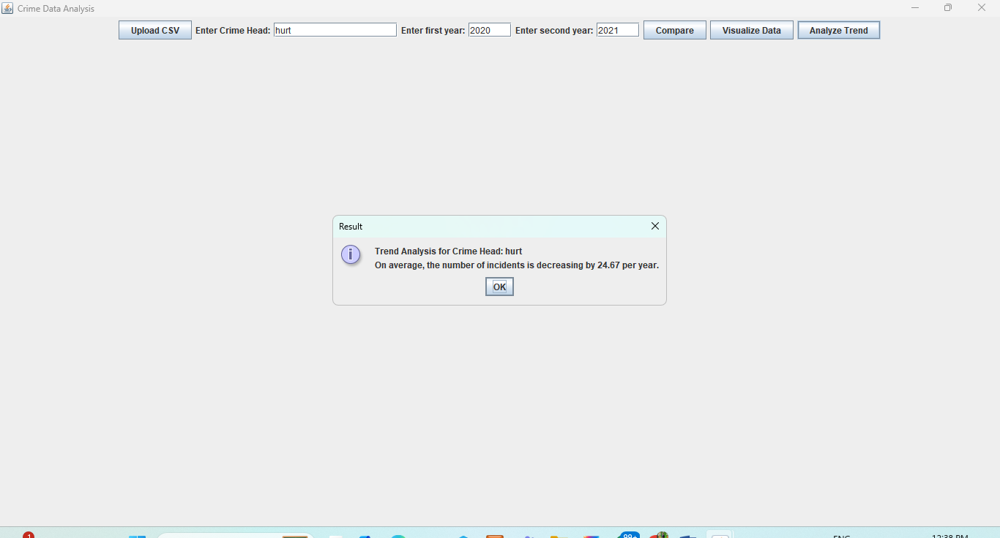 Crime Data Analysis
Upload CSV Enter Crime Head: hurt Enter first year: 2020 Enter second year: 2021 Compare Visualize Data Analyze Trend
Result
i Trend Analysis for Crime Head: hurt
On average, the number of incidents is decreasing by 24.67 per year.
OK
1 99+ ENG 12:38 PM